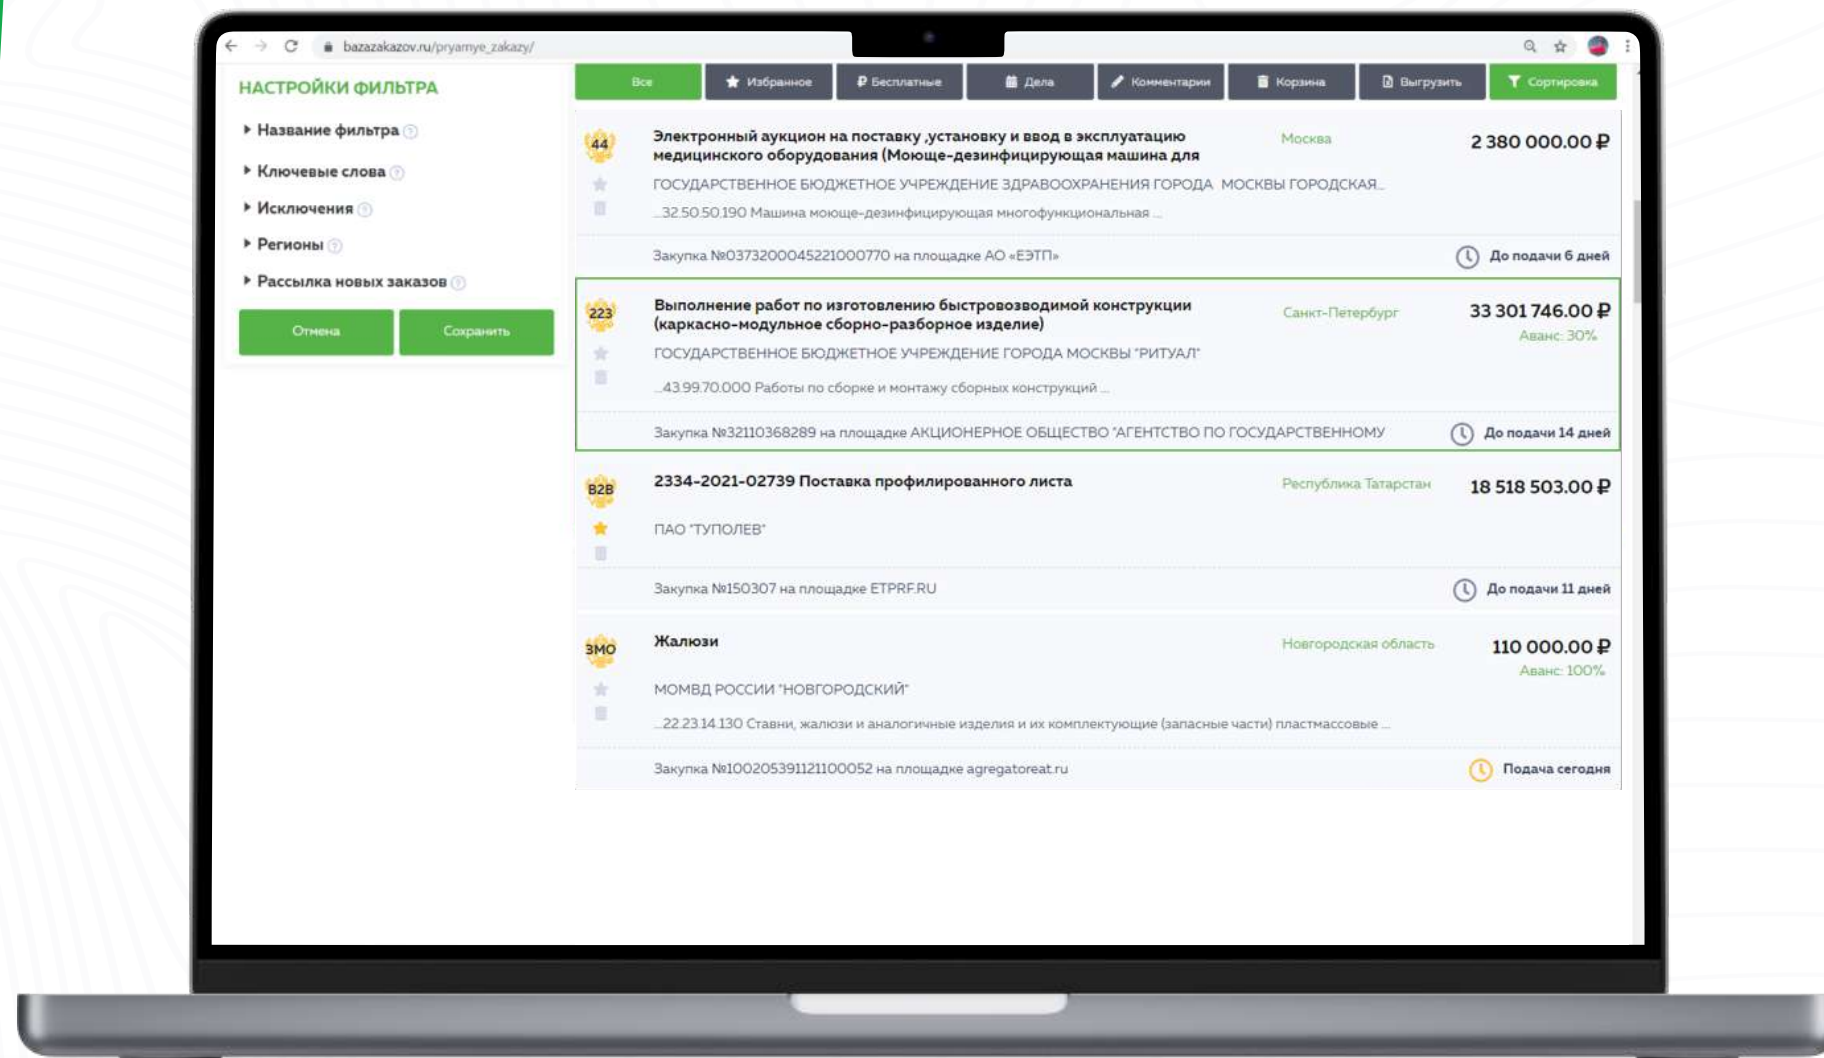 bazazakazov.ru/pryamye_zakazy/
НАСТРОЙКИ ФИЛЬТРА
Название фильтра
Ключевые слова
Исключения
Регионы
Рассылка новых заказов
Отмена
Сохранить
Все
Избранное
Бесплатные
Дела
Комментарии
Корзина
Выгрузить
Сортировка
44
Электронный аукцион на поставку ,установку и ввод в эксплуатацию
медицинского оборудования (Моюще-дезинфицирующая машина для
Москва
2 380 000.00 ₽
ГОСУДАРСТВЕННОЕ БЮДЖЕТНОЕ УЧРЕЖДЕНИЕ ЗДРАВООХРАНЕНИЯ ГОРОДА МОСКВЫ ГОРОДСКАЯ...
...32.50.50.190 Машина моюще-дезинфицирующая многофункциональная ...
Закупка №0373200045221000770 на площадке АО «ЕЭТП»
До подачи 6 дней
223
Выполнение работ по изготовлению быстровозводимой конструкции
(каркасно-модульное сборно-разборное изделие)
Санкт-Петербург
33 301 746.00 ₽
Аванс: 30%
ГОСУДАРСТВЕННОЕ БЮДЖЕТНОЕ УЧРЕЖДЕНИЕ ГОРОДА МОСКВЫ "РИТУАЛ"
...43.99.70.000 Работы по сборке и монтажу сборных конструкций ...
Закупка №32110368289 на площадке АКЦИОНЕРНОЕ ОБЩЕСТВО "АГЕНТСТВО ПО ГОСУДАРСТВЕННОМУ
До подачи 14 дней
B2B
2334-2021-02739 Поставка профилированного листа
Республика Татарстан
18 518 503.00 ₽
ПАО "ТУПОЛЕВ"
Закупка №150307 на площадке ETPRF.RU
До подачи 11 дней
ЗМО
Жалюзи
Новгородская область
110 000.00 ₽
Аванс: 100%
МОМВД РОССИИ "НОВГОРОДСКИЙ"
...22.23.14.130 Ставни, жалюзи и аналогичные изделия и их комплектующие (запасные части) пластмассовые ...
Закупка №100205391121100052 на площадке agregatoreat.ru
Подача сегодня